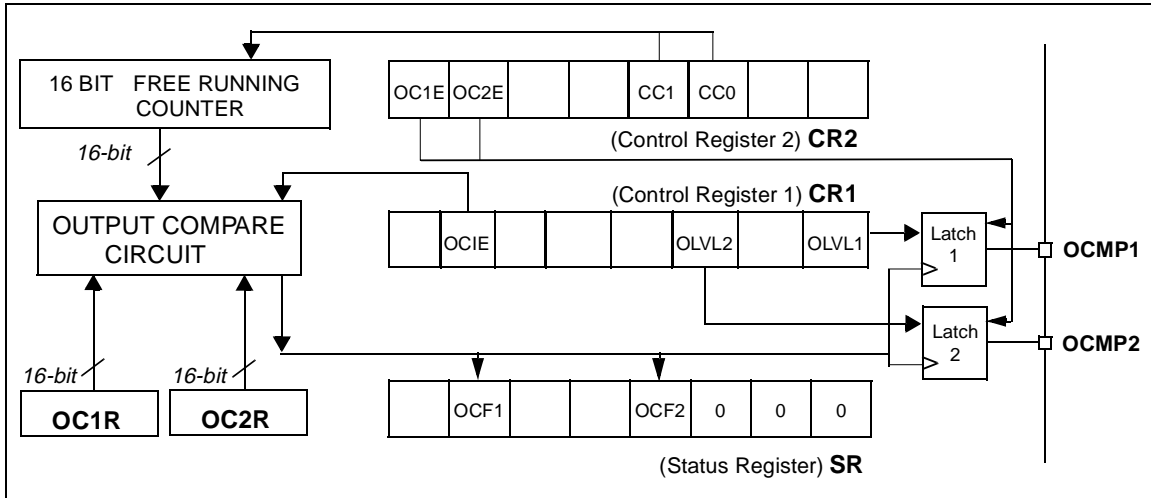 16 BIT FREE RUNNING
COUNTER
OC1E OC2E CC1 CC0
(Control Register 2) CR2
16-bit
(Control Register 1) CR1
OUTPUT COMPARE
CIRCUIT
OCIE OLVL2 OLVL1
Latch
1
OCMP1
Latch
2
OCMP2
16-bit 16-bit
OC1R OC2R
OCF1 OCF2 0 0 0
(Status Register) SR